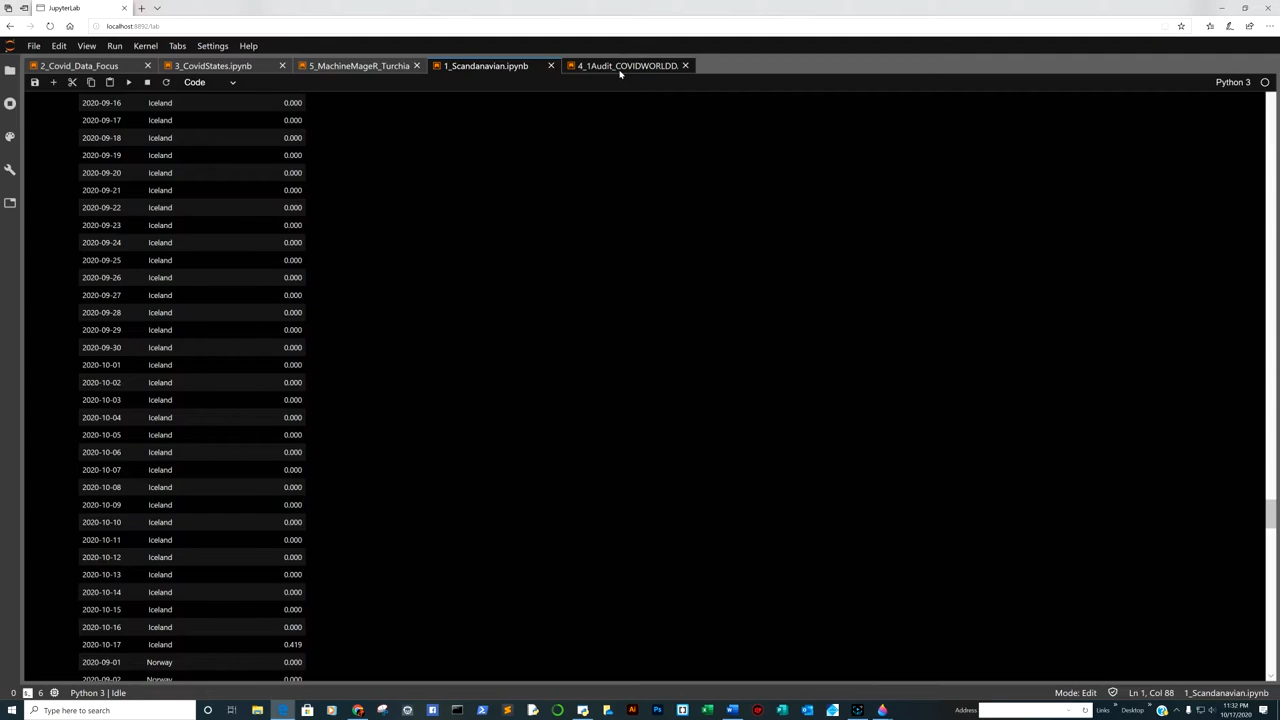 JupyterLab
localhost:8892/lab
File Edit View Run Kernel Tabs Settings Help
2_Covid_Data_Focus 3_CovidStates.ipynb 5_MachineMageR_Turchia 1_Scandanavian.ipynb 4_1Audit_COVIDWORLDD.
Code Python 3
2020-09-16 Iceland 0.000
2020-09-17 Iceland 0.000
2020-09-18 Iceland 0.000
2020-09-19 Iceland 0.000
2020-09-20 Iceland 0.000
2020-09-21 Iceland 0.000
2020-09-22 Iceland 0.000
2020-09-23 Iceland 0.000
2020-09-24 Iceland 0.000
2020-09-25 Iceland 0.000
2020-09-26 Iceland 0.000
2020-09-27 Iceland 0.000
2020-09-28 Iceland 0.000
2020-09-29 Iceland 0.000
2020-09-30 Iceland 0.000
2020-10-01 Iceland 0.000
2020-10-02 Iceland 0.000
2020-10-03 Iceland 0.000
2020-10-04 Iceland 0.000
2020-10-05 Iceland 0.000
2020-10-06 Iceland 0.000
2020-10-07 Iceland 0.000
2020-10-08 Iceland 0.000
2020-10-09 Iceland 0.000
2020-10-10 Iceland 0.000
2020-10-11 Iceland 0.000
2020-10-12 Iceland 0.000
2020-10-13 Iceland 0.000
2020-10-14 Iceland 0.000
2020-10-15 Iceland 0.000
2020-10-16 Iceland 0.000
2020-10-17 Iceland 0.419
2020-09-01 Norway 0.000
2020-09-02 Norway 0.000
0 6 Python 3 | Idle Mode: Edit Ln 1, Col 88 1_Scandanavian.ipynb
Type here to search Address Links Desktop 11:32 PM
10/17/2020